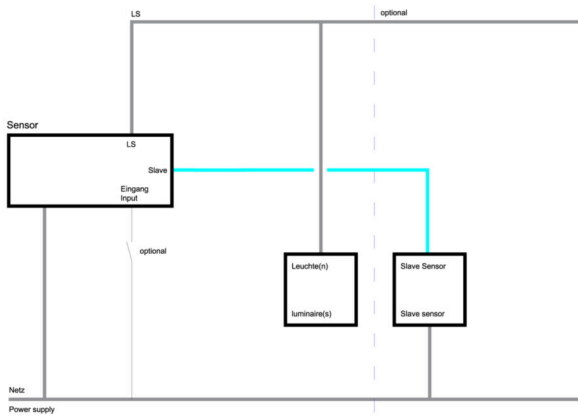 LS
optional
Sensor
LS
Slave
Eingang
Input
optional
Leuchte(n)
luminaire(s)
Slave Sensor
Slave sensor
Netz
Power supply